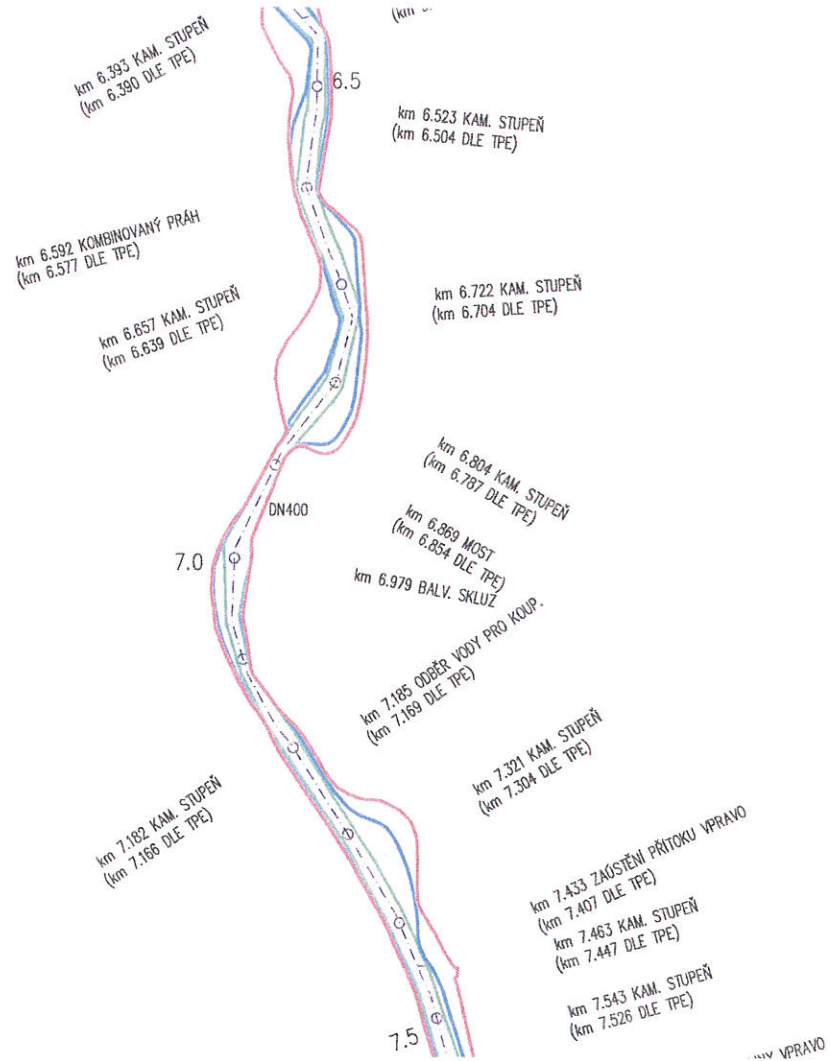 km 6.393 KAM. STUPEŇ
(km 6.390 DLE TPE)
6.5
km 6.523 KAM. STUPEŇ
(km 6.504 DLE TPE)
km 6.592 KOMBINOVANÝ PRÁH
(km 6.577 DLE TPE)
km 6.657 KAM. STUPEŇ
(km 6.639 DLE TPE)
km 6.722 KAM. STUPEŇ
(km 6.704 DLE TPE)
km 6.804 KAM. STUPEŇ
(km 6.787 DLE TPE)
DN400
km 6.869 MOST
(km 6.854 DLE TPE)
7.0
km 6.979 BALV. SKLUZ
km 7.185 ODBĚR VODY PRO KOUP.
(km 7.169 DLE TPE)
km 7.182 KAM. STUPEŇ
(km 7.166 DLE TPE)
km 7.321 KAM. STUPEŇ
(km 7.304 DLE TPE)
km 7.433 ZAÚSTĚNÍ PŘÍTOKU VPRAVO
(km 7.407 DLE TPE)
km 7.463 KAM. STUPEŇ
(km 7.447 DLE TPE)
km 7.543 KAM. STUPEŇ
(km 7.526 DLE TPE)
7.5
VPRAVO